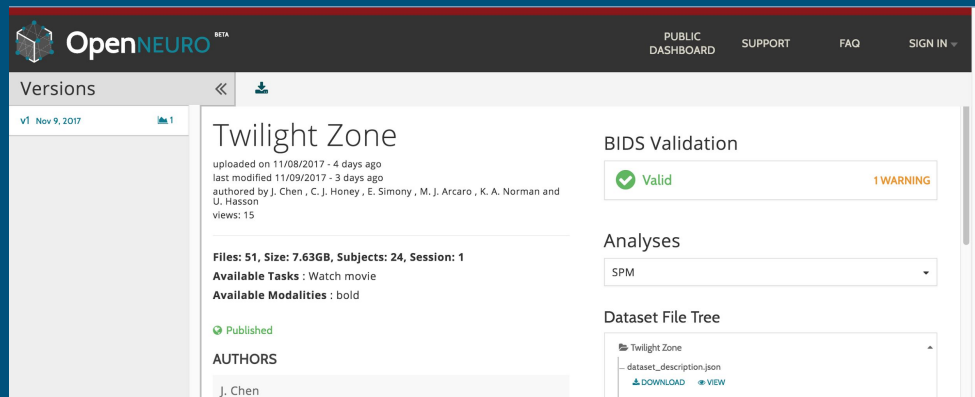 OpenNEURO BETA
PUBLIC DASHBOARD
SUPPORT
FAQ
SIGN IN
Versions
v1 Nov 9, 2017 1
Twilight Zone
uploaded on 11/08/2017 - 4 days ago
last modified 11/09/2017 - 3 days ago
authored by J. Chen , C. J. Honey , E. Simony , M. J. Arcaro , K. A. Norman and
U. Hasson
views: 15
Files: 51, Size: 7.63GB, Subjects: 24, Session: 1
Available Tasks : Watch movie
Available Modalities : bold
Published
AUTHORS
J. Chen
BIDS Validation
Valid
1 WARNING
Analyses
SPM
Dataset File Tree
Twilight Zone
dataset_description.json
DOWNLOAD VIEW